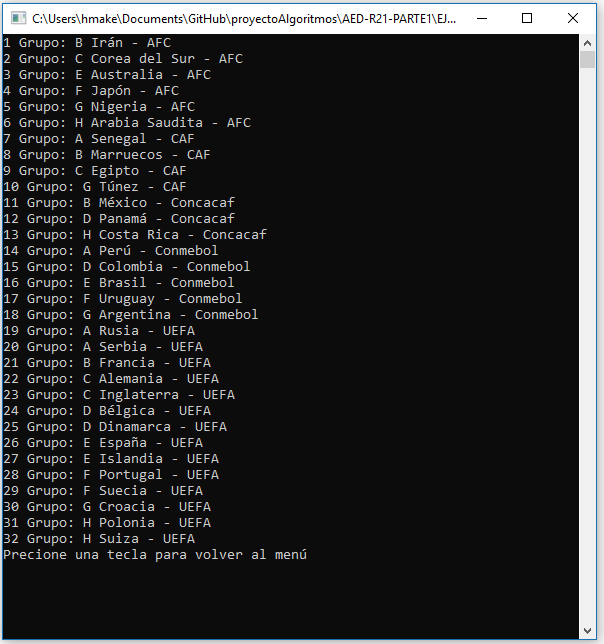 C:\Users\hmake\Documents\GitHub\proyectoAlgoritmos\AED-R21-PARTE1\EJ...
1 Grupo: B Irán - AFC
2 Grupo: C Corea del Sur - AFC
3 Grupo: E Australia - AFC
4 Grupo: F Japón - AFC
5 Grupo: G Nigeria - AFC
6 Grupo: H Arabia Saudita - AFC
7 Grupo: A Senegal - CAF
8 Grupo: B Marruecos - CAF
9 Grupo: C Egipto - CAF
10 Grupo: G Túnez - CAF
11 Grupo: B México - Concacaf
12 Grupo: D Panamá - Concacaf
13 Grupo: H Costa Rica - Concacaf
14 Grupo: A Perú - Conmebol
15 Grupo: D Colombia - Conmebol
16 Grupo: E Brasil - Conmebol
17 Grupo: F Uruguay - Conmebol
18 Grupo: G Argentina - Conmebol
19 Grupo: A Rusia - UEFA
20 Grupo: A Serbia - UEFA
21 Grupo: B Francia - UEFA
22 Grupo: C Alemania - UEFA
23 Grupo: C Inglaterra - UEFA
24 Grupo: D Bélgica - UEFA
25 Grupo: D Dinamarca - UEFA
26 Grupo: E España - UEFA
27 Grupo: E Islandia - UEFA
28 Grupo: F Portugal - UEFA
29 Grupo: F Suecia - UEFA
30 Grupo: G Croacia - UEFA
31 Grupo: H Polonia - UEFA
32 Grupo: H Suiza - UEFA
Precione una tecla para volver al menú